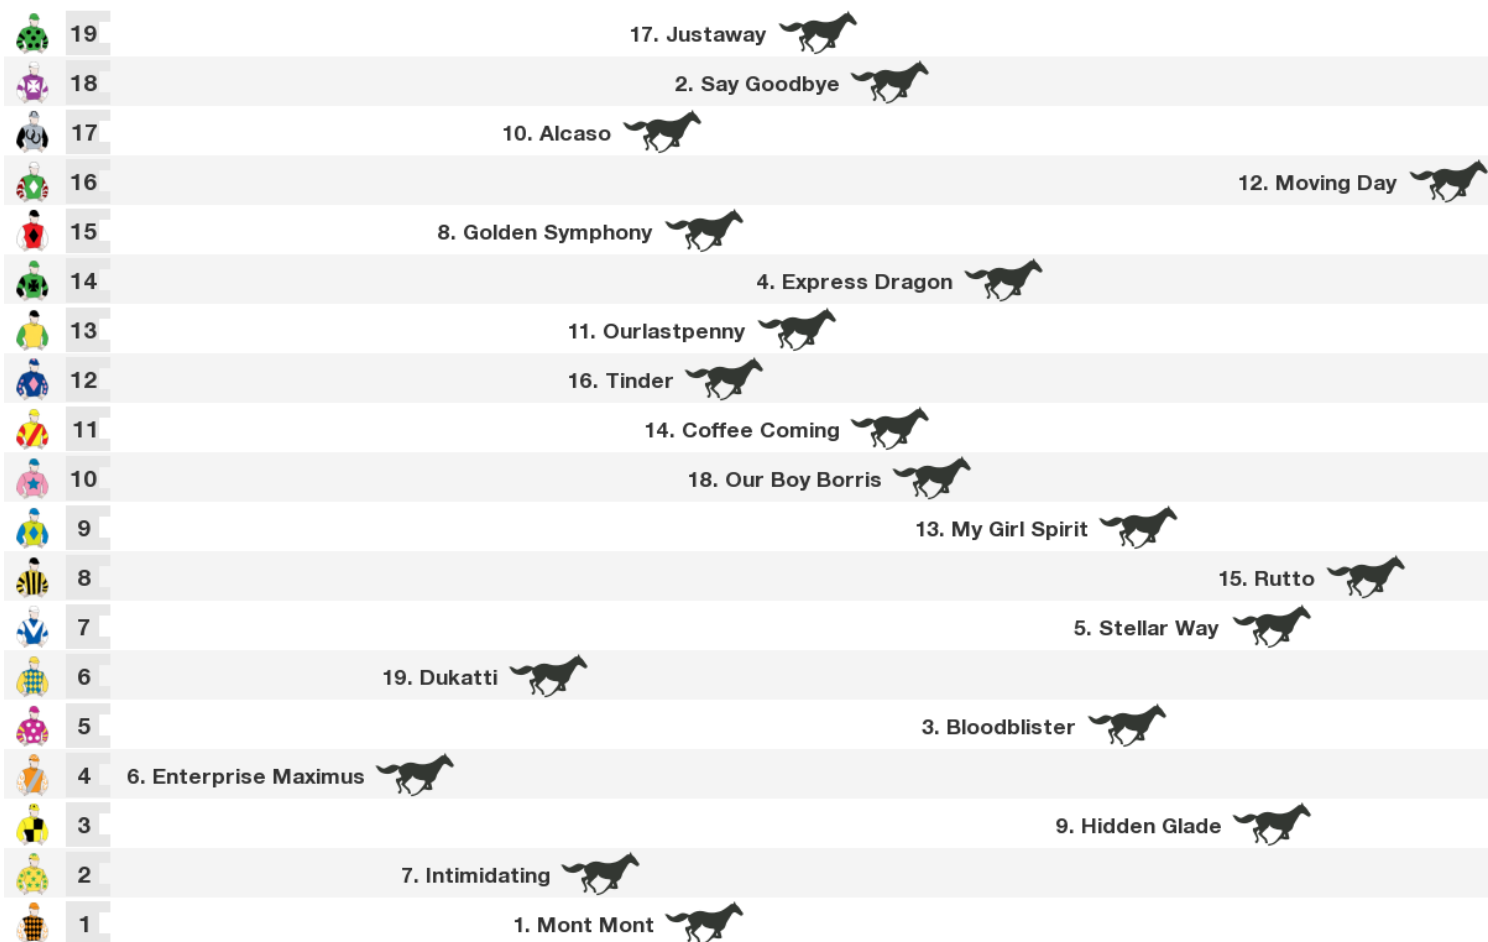 19 17. Justaway
18 2. Say Goodbye
17 10. Alcaso
16 12. Moving Day
15 8. Golden Symphony
14 4. Express Dragon
13 11. Ourlastpenny
12 16. Tinder
11 14. Coffee Coming
10 18. Our Boy Borris
9 13. My Girl Spirit
8 15. Rutto
7 5. Stellar Way
6 19. Dukatti
5 3. Bloodblister
4 6. Enterprise Maximus
3 9. Hidden Glade
2 7. Intimidating
1 1. Mont Mont